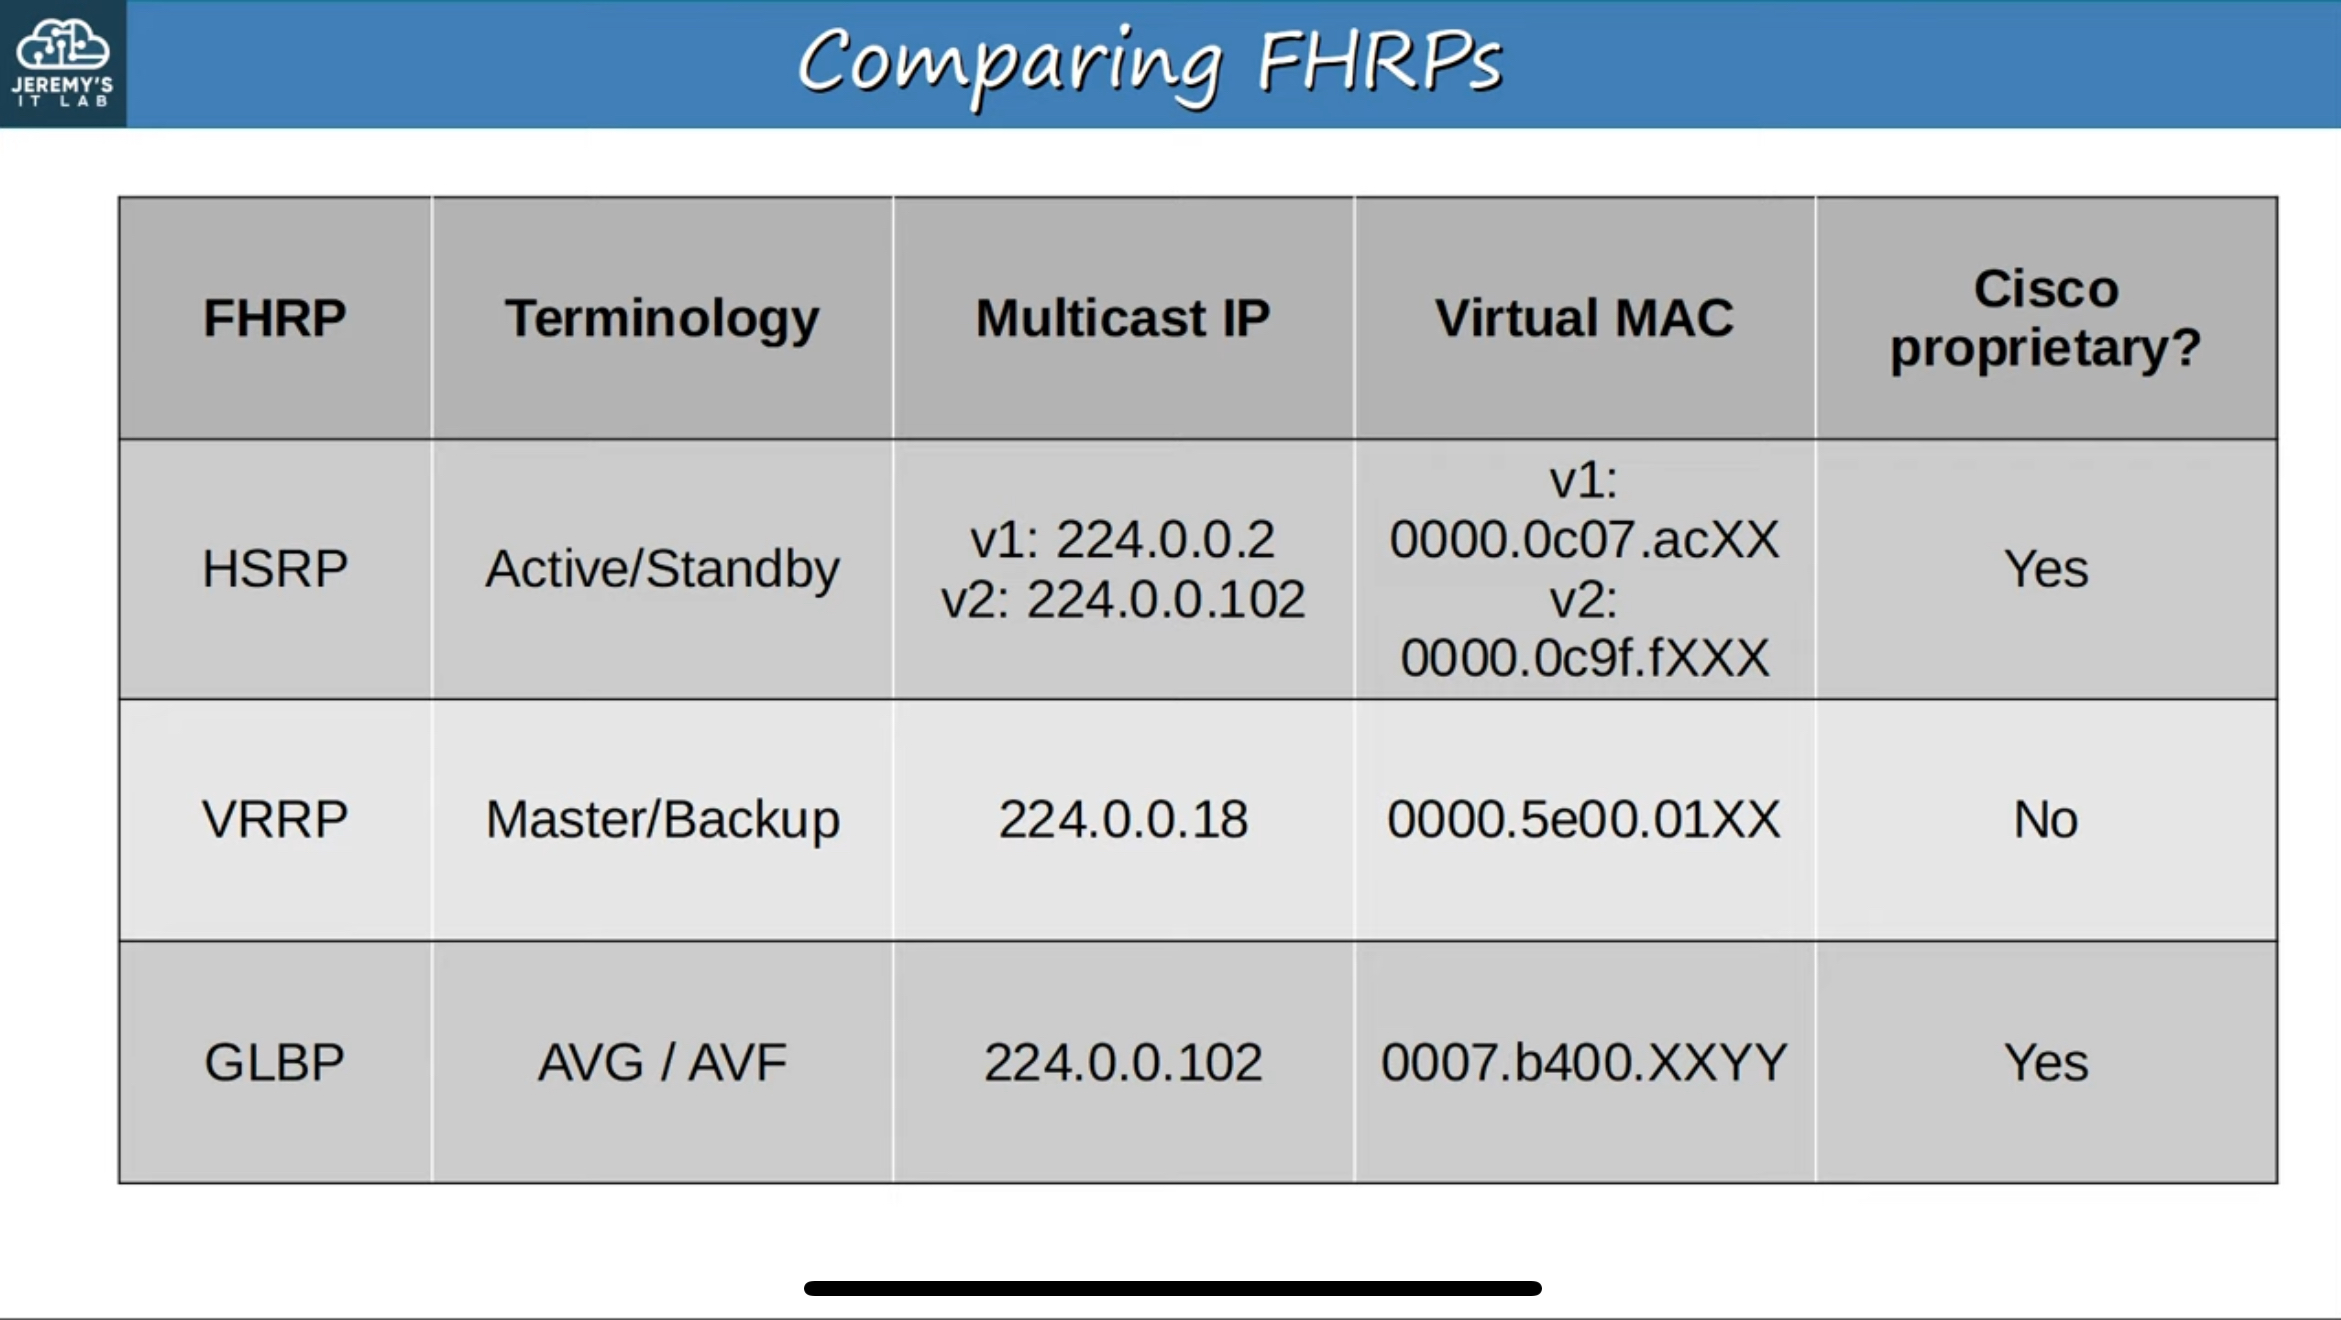 JEREMY'S
IT LAB
Comparing FHRPs
FHRP
Terminology
Multicast IP
Virtual MAC
Cisco
proprietary?
HSRP
Active/Standby
v1: 224.0.0.2
v2: 224.0.0.102
v1:
0000.0c07.acXX
v2:
0000.0c9f.fXXX
Yes
VRRP
Master/Backup
224.0.0.18
0000.5e00.01XX
No
GLBP
AVG / AVF
224.0.0.102
0007.b400.XXYY
Yes